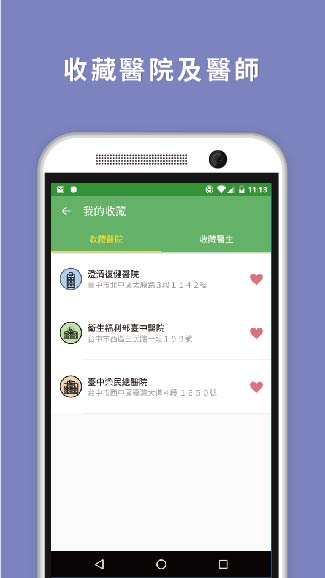 收藏醫院及醫師
11:13
我的收藏
收藏醫院
收藏醫生
澄清復健醫院
臺中市北屯區太原路３段１１４２號
衛生福利部臺中醫院
台中市西區三民路一段１９９號
臺中榮民總醫院
台中市西屯區臺灣大道４段１６５０號